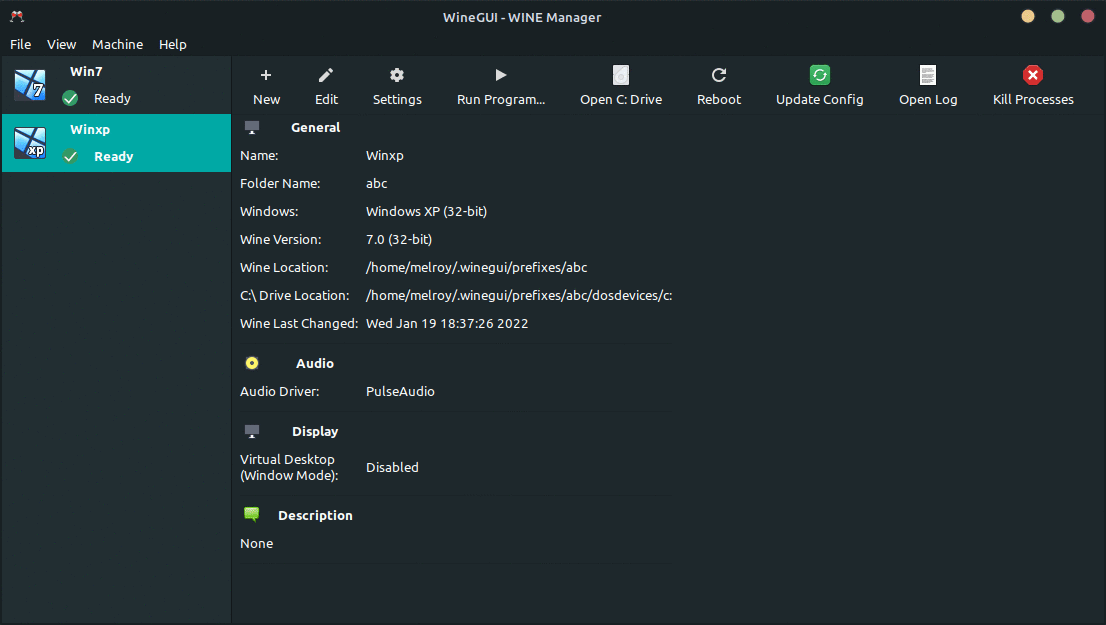 WineGUI - WINE Manager
File View Machine Help
Win7
7
Ready
Winxp
xp
Ready
New Edit Settings Run Program... Open C: Drive Reboot Update Config Open Log Kill Processes
General
Name: Winxp
Folder Name: abc
Windows: Windows XP (32-bit)
Wine Version: 7.0 (32-bit)
Wine Location: /home/melroy/.winegui/prefixes/abc
C:\ Drive Location: /home/melroy/.winegui/prefixes/abc/dosdevices/c:
Wine Last Changed: Wed Jan 19 18:37:26 2022
Audio
Audio Driver: PulseAudio
Display
Virtual Desktop
(Window Mode): Disabled
Description
None